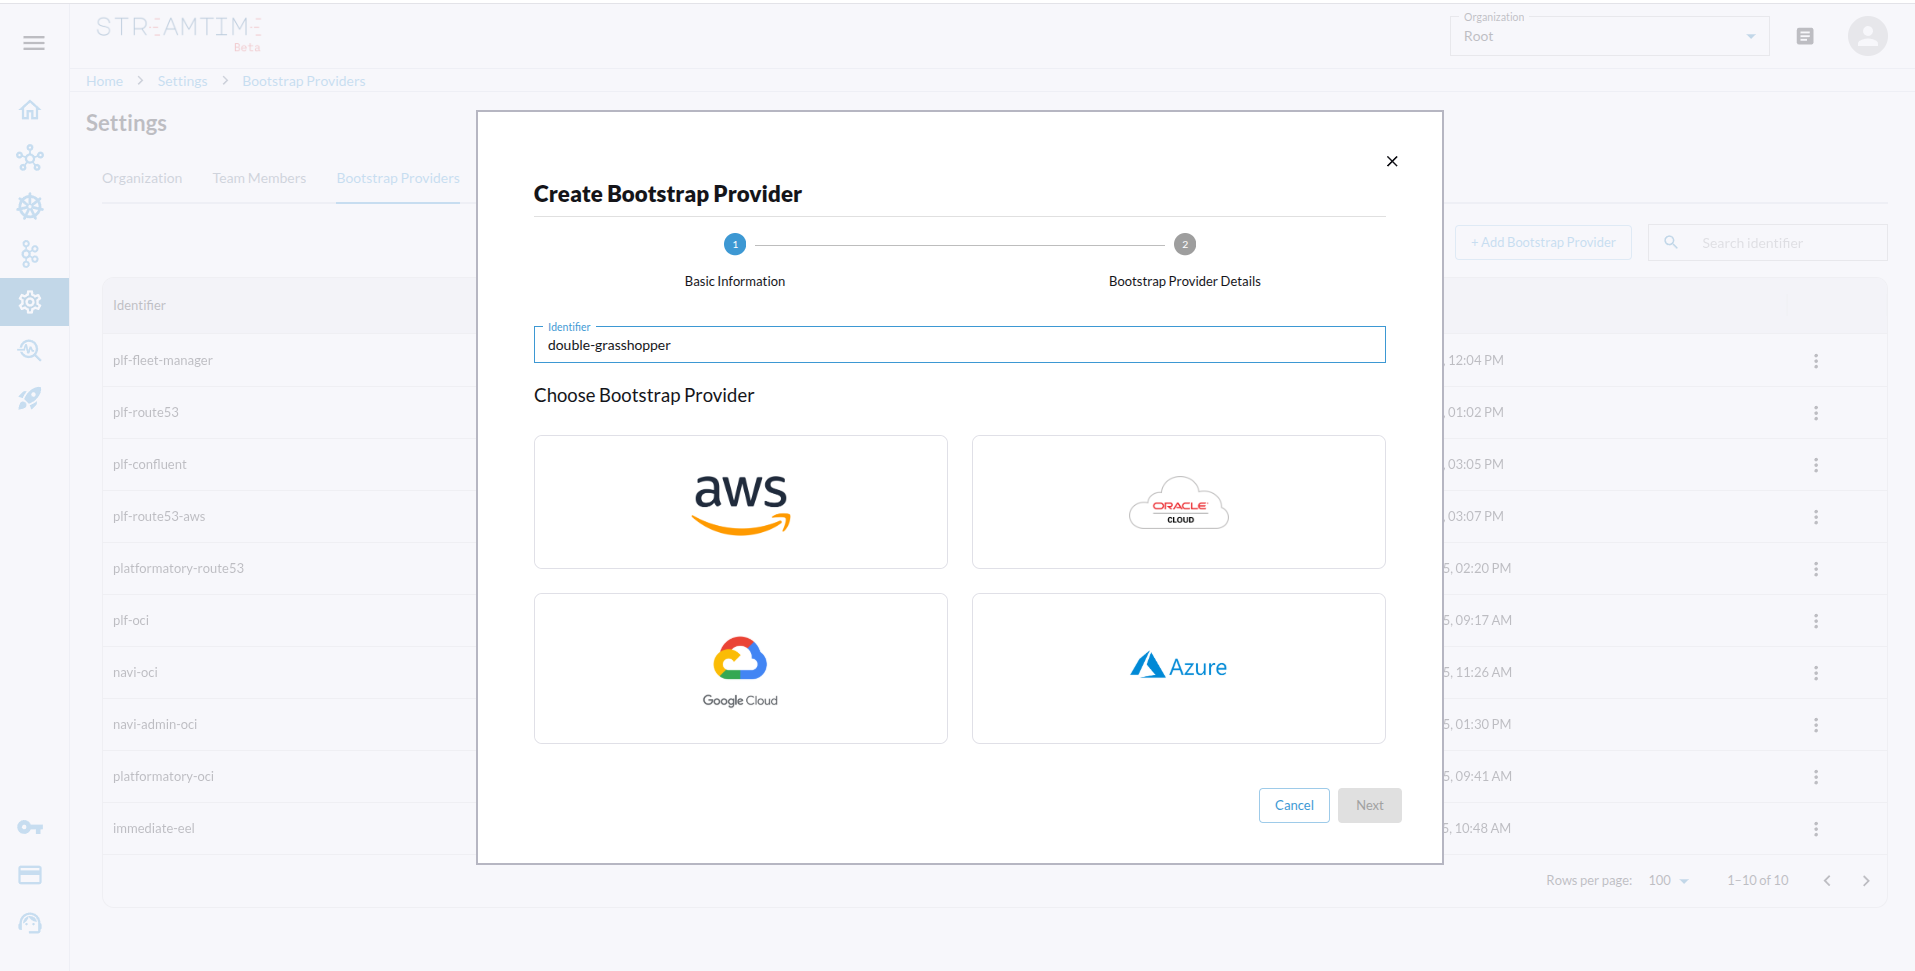 STREAMTIME
Beta
Organization
Root
Home > Settings > Bootstrap Providers
Settings
Organization Team Members Bootstrap Providers
+ Add Bootstrap Provider
Search identifier
Identifier
plf-fleet-manager
, 12:04 PM
plf-route53
, 01:02 PM
plf-confluent
, 03:05 PM
plf-route53-aws
, 03:07 PM
platformatory-route53
5, 02:20 PM
plf-oci
5, 09:17 AM
navi-oci
5, 11:26 AM
navi-admin-oci
5, 01:30 PM
platformatory-oci
5, 09:41 AM
immediate-eel
5, 10:48 AM
Rows per page: 100 1–10 of 10
Create Bootstrap Provider
1 2
Basic Information Bootstrap Provider Details
Identifier
double-grasshopper
Choose Bootstrap Provider
aws
ORACLE
CLOUD
Google Cloud
Azure
Cancel Next